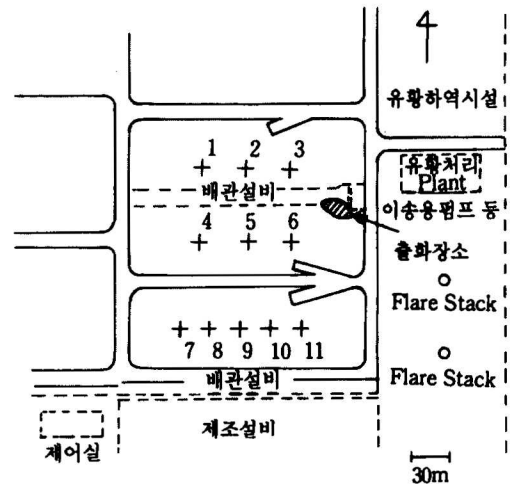 유황하역시설
1 2 3
유황처리
Plant
배관설비
이송용펌프 등
4 5 6
출화장소
Flare Stack
7 8 9 10 11
Flare Stack
배관설비
제조설비
제어실
30m